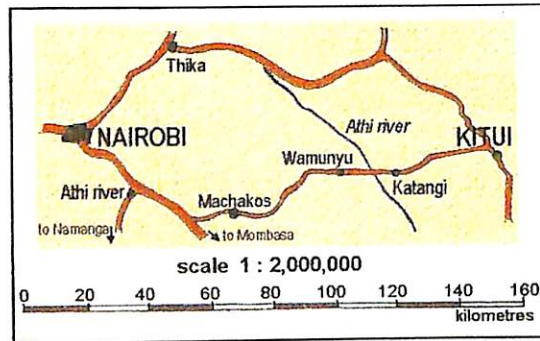 Thika
Athi river
NAIROBI
KITUI
Wamunyu
Athi river
Katangi
Machakos
to Namanga
to Mombasa
scale 1 : 2,000,000
0 20 40 60 80 100 120 140 160
kilometres